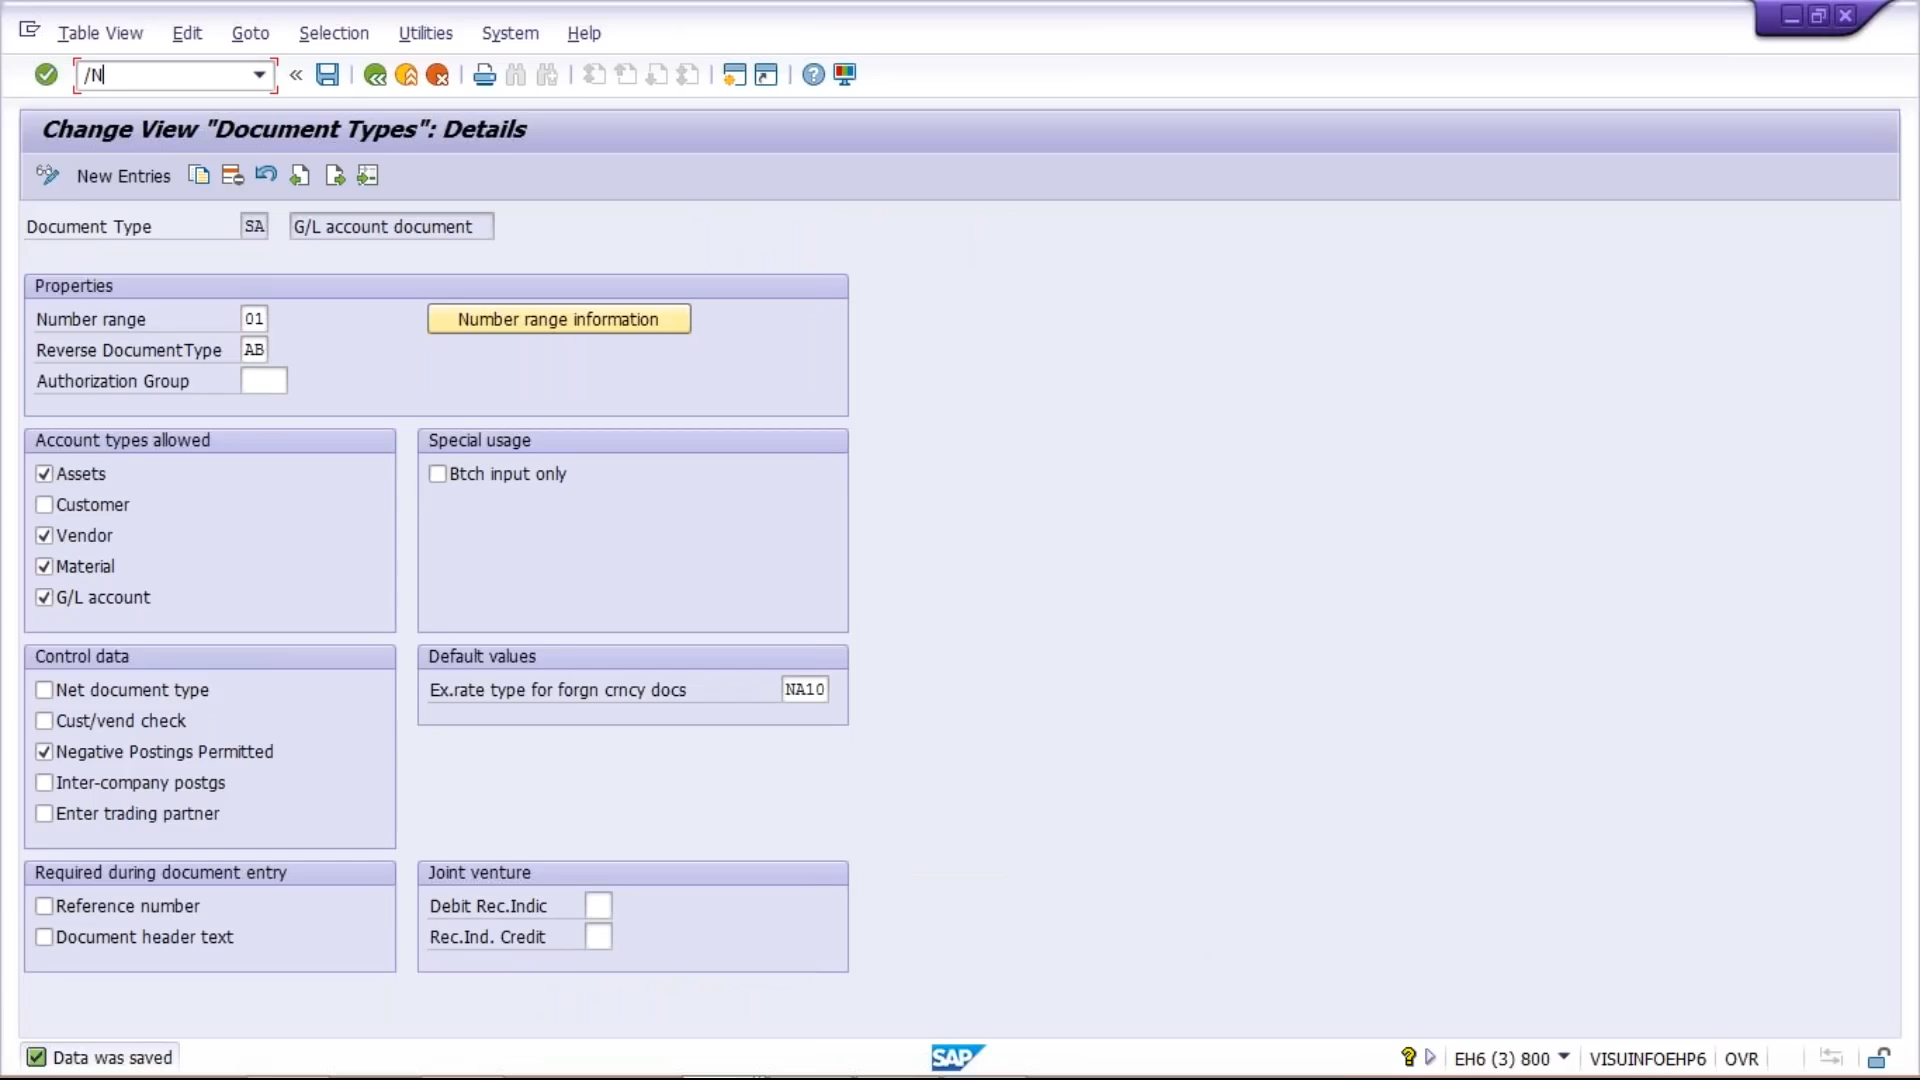 Table View Edit Goto Selection Utilities System Help
/N
Change View "Document Types": Details
New Entries
Document Type SA G/L account document
Properties
Number range 01 Number range information
Reverse DocumentType AB
Authorization Group
Account types allowed Special usage
Assets Btch input only
Customer
Vendor
Material
G/L account
Control data Default values
Net document type Ex.rate type for forgn crncy docs NA10
Cust/vend check
Negative Postings Permitted
Inter-company postgs
Enter trading partner
Required during document entry Joint venture
Reference number Debit Rec.Indic
Document header text Rec.Ind. Credit
Data was saved SAP EH6 (3) 800 VISUINFOEHP6 OVR